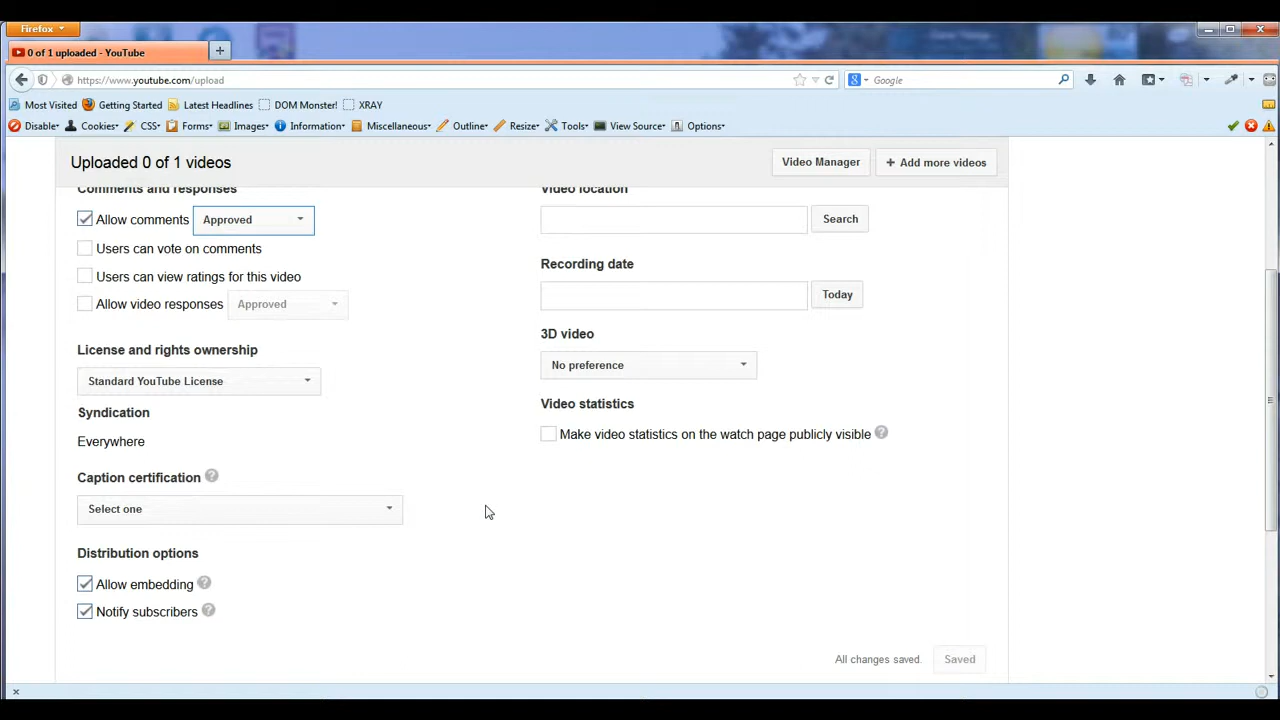 Firefox
0 of 1 uploaded - YouTube
https://www.youtube.com/upload
Google
Most Visited Getting Started Latest Headlines DOM Monster! XRAY
Disable Cookies CSS Forms Images Information Miscellaneous Outline Resize Tools View Source Options
Uploaded 0 of 1 videos
Video Manager
+ Add more videos
Comments and responses
Allow comments Approved
Users can vote on comments
Users can view ratings for this video
Allow video responses Approved
License and rights ownership
Standard YouTube License
Syndication
Everywhere
Caption certification ?
Select one
Distribution options
Allow embedding ?
Notify subscribers ?
Video location
Search
Recording date
Today
3D video
No preference
Video statistics
Make video statistics on the watch page publicly visible ?
All changes saved. Saved